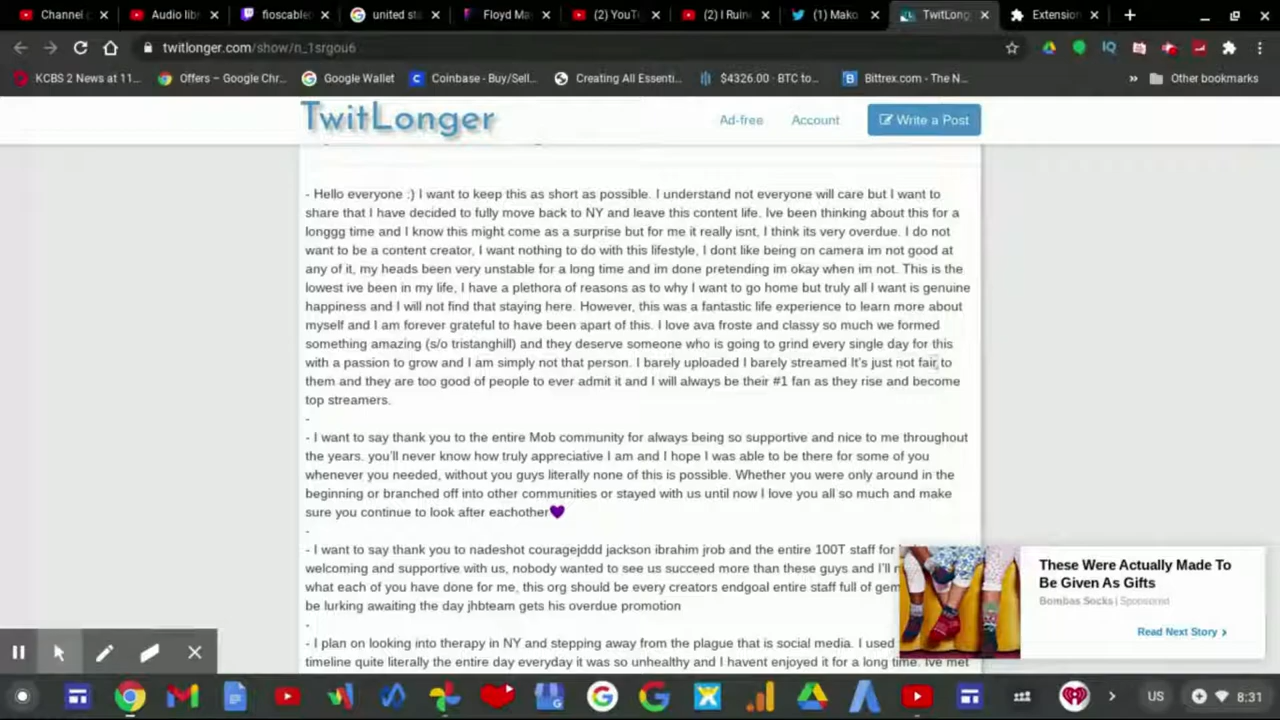 Channel c
Audio libr
fioscabled
united sta
Floyd Ma
(2) YouT
(2) I Ruin
(1) Mako
TwitLong
Extension
twitlonger.com/show/n_1srgou6
KCBS 2 News at 11...
Offers – Google Chr...
Google Wallet
Coinbase - Buy/Sell...
Creating All Essenti...
$4326.00 · BTC to...
Bittrex.com - The N...
» Other bookmarks
TwitLonger
Ad-free
Account
Write a Post
- Hello everyone :) I want to keep this as short as possible. I understand not everyone will care but I want to
share that I have decided to fully move back to NY and leave this content life. Ive been thinking about this for a
longgg time and I know this might come as a surprise but for me it really isnt, I think its very overdue. I do not
want to be a content creator, I want nothing to do with this lifestyle, I dont like being on camera im not good at
any of it, my heads been very unstable for a long time and im done pretending im okay when im not. This is the
lowest ive been in my life, I have a plethora of reasons as to why I want to go home but truly all I want is genuine
happiness and I will not find that staying here. However, this was a fantastic life experience to learn more about
myself and I am forever grateful to have been apart of this. I love ava froste and classy so much we formed
something amazing (s/o tristanghill) and they deserve someone who is going to grind every single day for this
with a passion to grow and I am simply not that person. I barely uploaded I barely streamed It's just not fair to
them and they are too good of people to ever admit it and I will always be their #1 fan as they rise and become
top streamers.
-
- I want to say thank you to the entire Mob community for always being so supportive and nice to me throughout
the years. you'll never know how truly appreciative I am and I hope I was able to be there for some of you
whenever you needed, without you guys literally none of this is possible. Whether you were only around in the
beginning or branched off into other communities or stayed with us until now I love you all so much and make
sure you continue to look after eachother💜
-
- I want to say thank you to nadeshot couragejddd jackson ibrahim jrob and the entire 100T staff for
welcoming and supportive with us, nobody wanted to see us succeed more than these guys and I'll
what each of you have done for me, this org should be every creators endgoal entire staff full of gem
be lurking awaiting the day jhbteam gets his overdue promotion
-
- I plan on looking into therapy in NY and stepping away from the plague that is social media. I used
timeline quite literally the entire day everyday it was so unhealthy and I havent enjoyed it for a long time. Ive met
These Were Actually Made To
Be Given As Gifts
Bombas Socks | Sponsored
Read Next Story >
US
8:31